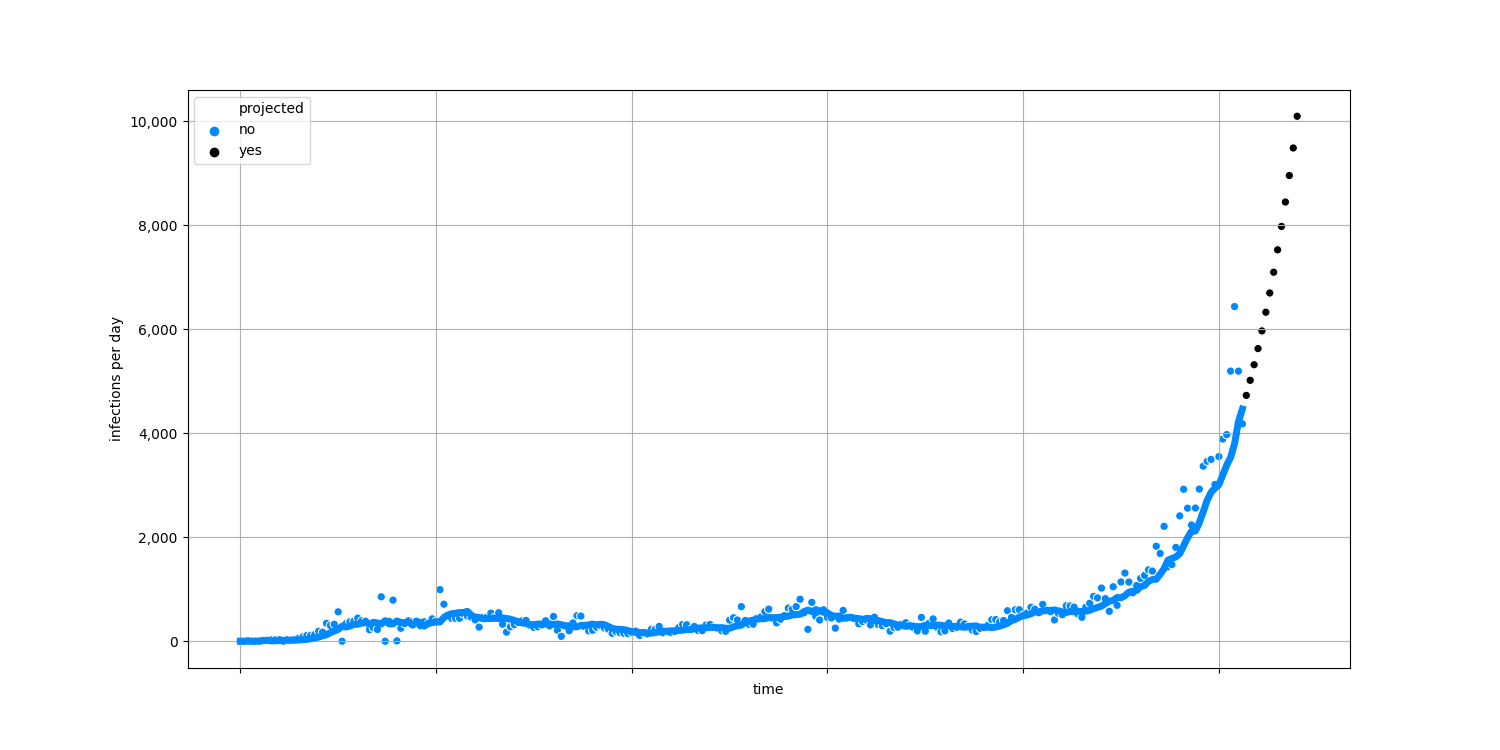 projected
no
yes
10,000
8,000
6,000
4,000
2,000
0
infections per day
time